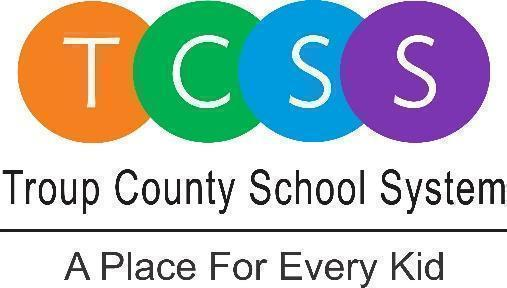 TCSS
Troup County School System
A Place For Every Kid